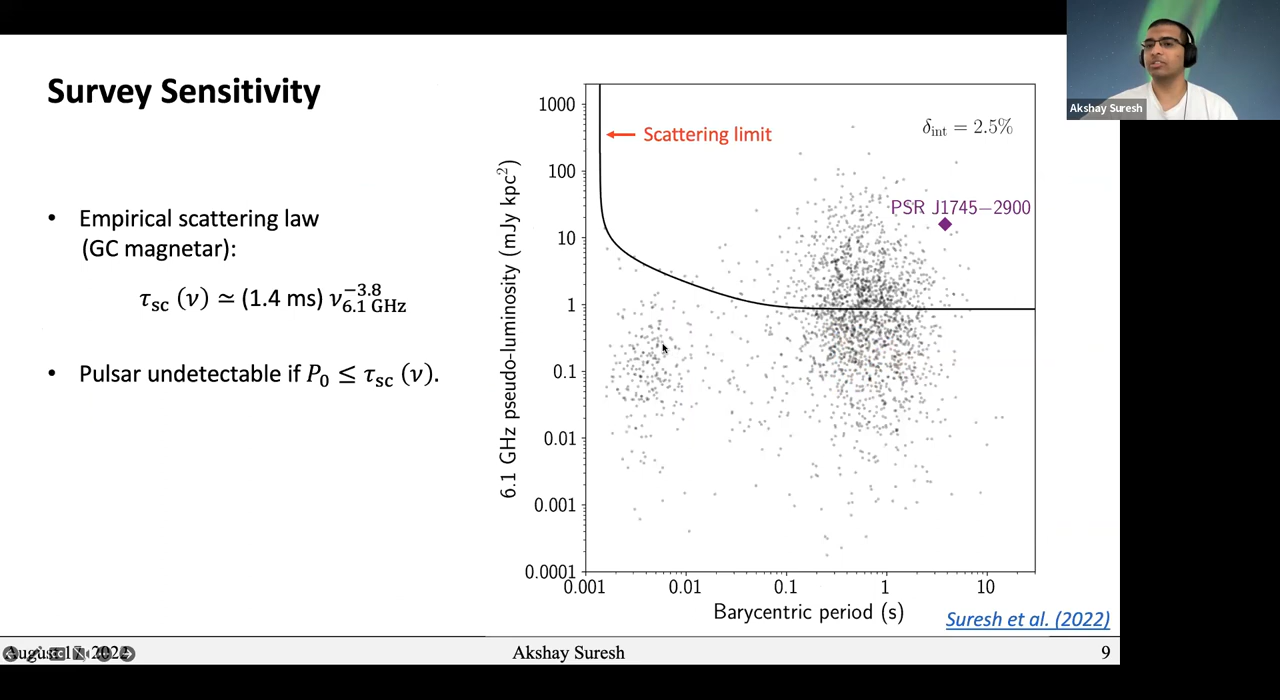 Survey Sensitivity
Akshay Suresh
• Empirical scattering law
(GC magnetar):
τsc (ν) ≃ (1.4 ms) ν−3.8 6.1 GHz
• Pulsar undetectable if P0 ≤ τsc (ν).
6.1 GHz pseudo-luminosity (mJy kpc2)
1000
100
10
1
0.1
0.01
0.001
0.0001
Scattering limit
δint = 2.5%
PSR J1745−2900
0.001 0.01 0.1 1 10
Barycentric period (s)
Suresh et al. (2022)
Akshay Suresh
9